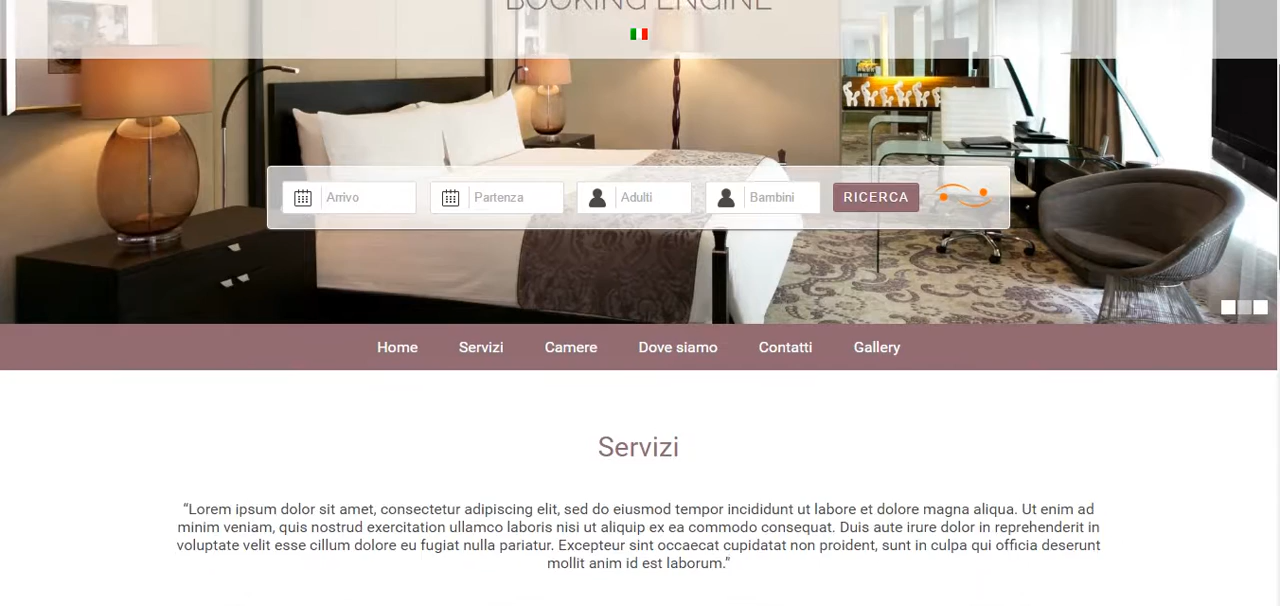 BOOKING ENGINE
Arrivo Partenza Adulti Bambini RICERCA
Home Servizi Camere Dove siamo Contatti Gallery
Servizi
“Lorem ipsum dolor sit amet, consectetur adipiscing elit, sed do eiusmod tempor incididunt ut labore et dolore magna aliqua. Ut enim ad
minim veniam, quis nostrud exercitation ullamco laboris nisi ut aliquip ex ea commodo consequat. Duis aute irure dolor in reprehenderit in
voluptate velit esse cillum dolore eu fugiat nulla pariatur. Excepteur sint occaecat cupidatat non proident, sunt in culpa qui officia deserunt
mollit anim id est laborum.”